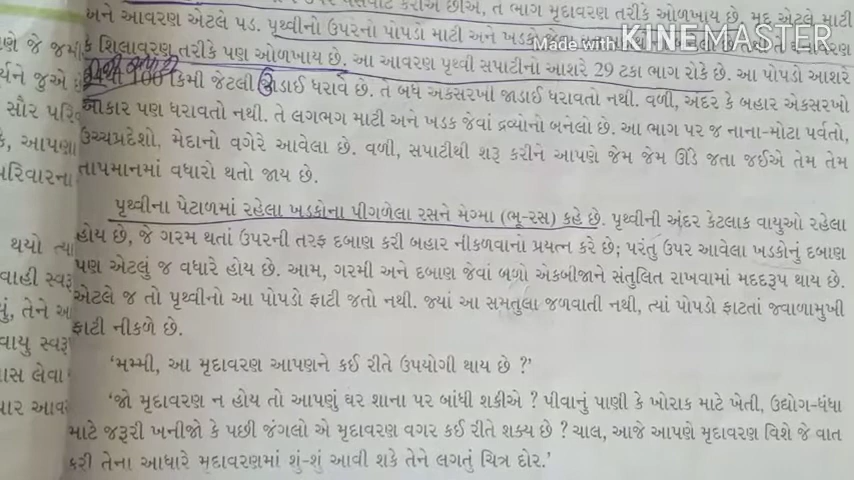 તે ભાગ મૃદાવરણ તરીકે ઓળખાય છે. મૃદ એટલે માટી
અને આવરણ એટલે પડ. પૃથ્વીનો ઉપરનો પોપડો માટી અને ખડકો
Made with KINEMASTER
શિલાવરણ તરીકે પણ ઓળખાય છે. આ આવરણ પૃથ્વી સપાટીનો આશરે 29 ટકા ભાગ રોકે છે. આ પોપડો આશરે
100 કિમી જેટલી જાડાઈ ધરાવે છે. તે બધે એકસરખી જાડાઈ ધરાવતો નથી. વળી, અંદર કે બહાર એકસરખો
આકાર પણ ધરાવતો નથી. તે લગભગ માટી અને ખડક જેવાં દ્રવ્યોનો બનેલો છે. આ ભાગ પર જ નાના-મોટા પર્વતો,
ઉચ્ચપ્રદેશો, મેદાનો વગેરે આવેલા છે. વળી, સપાટીથી શરૂ કરીને આપણે જેમ જેમ ઊંડે જતા જઈએ તેમ તેમ
તાપમાનમાં વધારો થતો જાય છે.
પૃથ્વીના પેટાળમાં રહેલા ખડકોના પીગળેલા રસને મેગ્મા (ભૂ-રસ) કહે છે. પૃથ્વીની અંદર કેટલાક વાયુઓ રહેલા
હોય છે, જે ગરમ થતાં ઉપરની તરફ દબાણ કરી બહાર નીકળવાનો પ્રયત્ન કરે છે; પરંતુ ઉપર આવેલા ખડકોનું દબાણ
પણ એટલું જ વધારે હોય છે. આમ, ગરમી અને દબાણ જેવાં બળો એકબીજાને સંતુલિત રાખવામાં મદદરૂપ થાય છે.
એટલે જ તો પૃથ્વીનો આ પોપડો ફાટી જતો નથી. જ્યાં આ સમતુલા જળવાતી નથી, ત્યાં પોપડો ફાટતાં જ્વાળામુખી
ફાટી નીકળે છે.
‘મમ્મી, આ મૃદાવરણ આપણને કઈ રીતે ઉપયોગી થાય છે ?’
‘જો મૃદાવરણ ન હોય તો આપણું ઘર શાના પર બાંધી શકીએ ? પીવાનું પાણી કે ખોરાક માટે ખેતી, ઉદ્યોગ-ધંધા
માટે જરૂરી ખનીજો કે પછી જંગલો એ મૃદાવરણ વગર કઈ રીતે શક્ય છે ? ચાલ, આજે આપણે મૃદાવરણ વિશે જે વાત
કરી તેના આધારે મૃદાવરણમાં શું-શું આવી શકે તેને લગતું ચિત્ર દોર.’